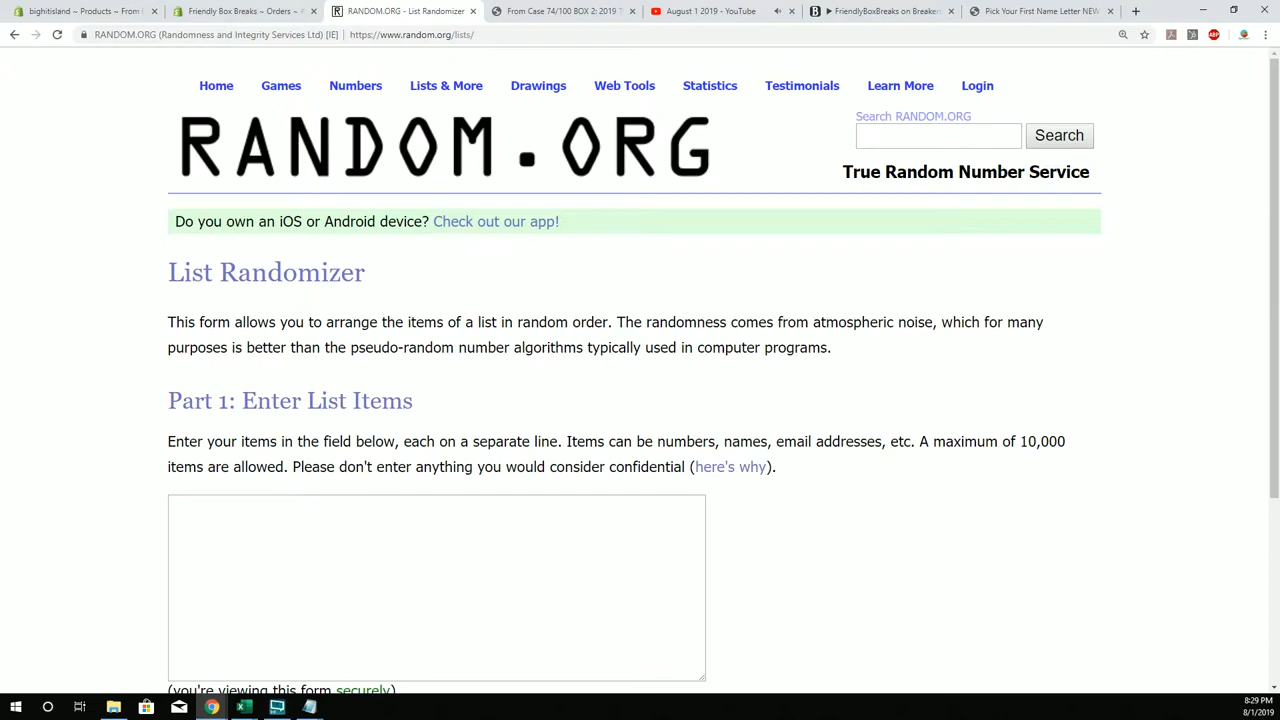 bighitisland ~ Products ~ From C
Friendly Box Breaks ~ Orders ~ #
RANDOM.ORG - List Randomizer
From Case 74/100 BOX 2: 2019 T
August 1 2019 - YouTube
FriendlyBoxBreaks on Breakers
Pick Your First Name Letter NEW
RANDOM.ORG (Randomness and Integrity Services Ltd) [IE] | https://www.random.org/lists/
Home Games Numbers Lists & More Drawings Web Tools Statistics Testimonials Learn More Login
RANDOM.ORG
Search RANDOM.ORG
Search
True Random Number Service
Do you own an iOS or Android device? Check out our app!
List Randomizer
This form allows you to arrange the items of a list in random order. The randomness comes from atmospheric noise, which for many
purposes is better than the pseudo-random number algorithms typically used in computer programs.
Part 1: Enter List Items
Enter your items in the field below, each on a separate line. Items can be numbers, names, email addresses, etc. A maximum of 10,000
items are allowed. Please don't enter anything you would consider confidential (here's why).
(you're viewing this form securely)
8:29 PM
8/1/2019